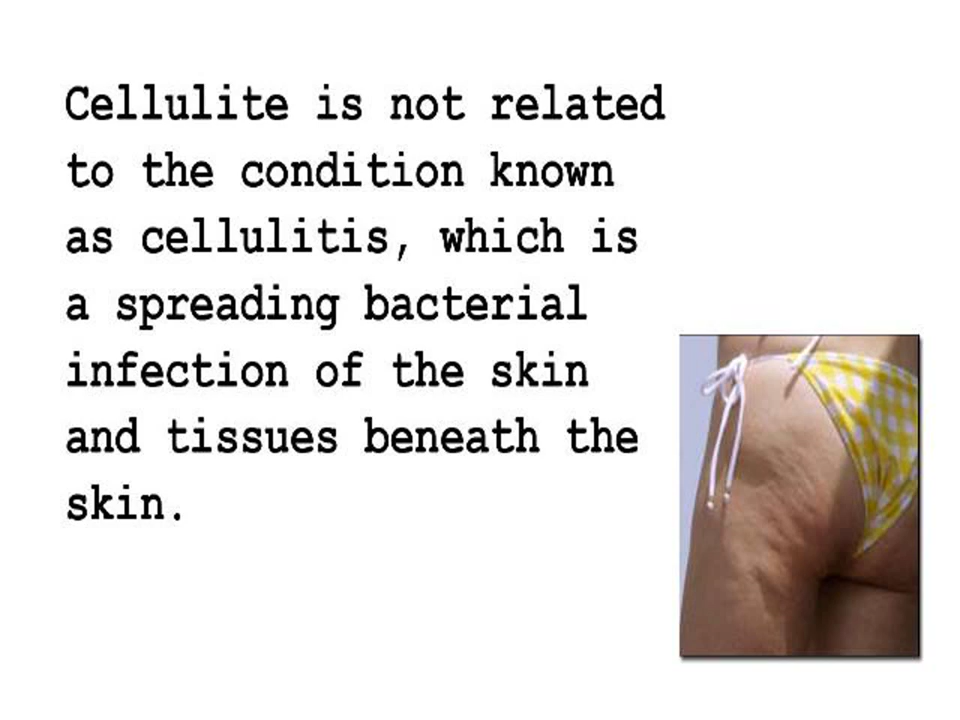 Cellulite is not related
to the condition known
as cellulitis, which is
a spreading bacterial
infection of the skin
and tissues beneath the
skin.